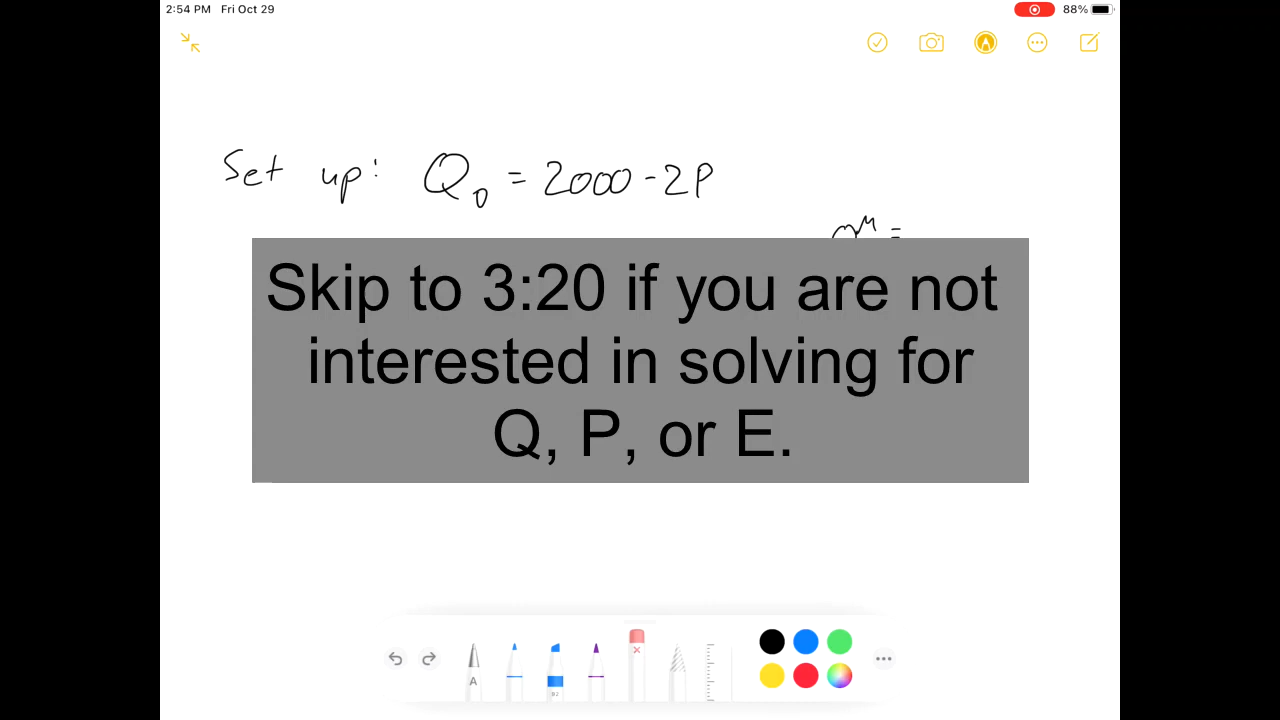 2:54 PM Fri Oct 29
88%
Set up: Q_D = 2000 - 2P
Skip to 3:20 if you are not
interested in solving for
Q, P, or E.
A